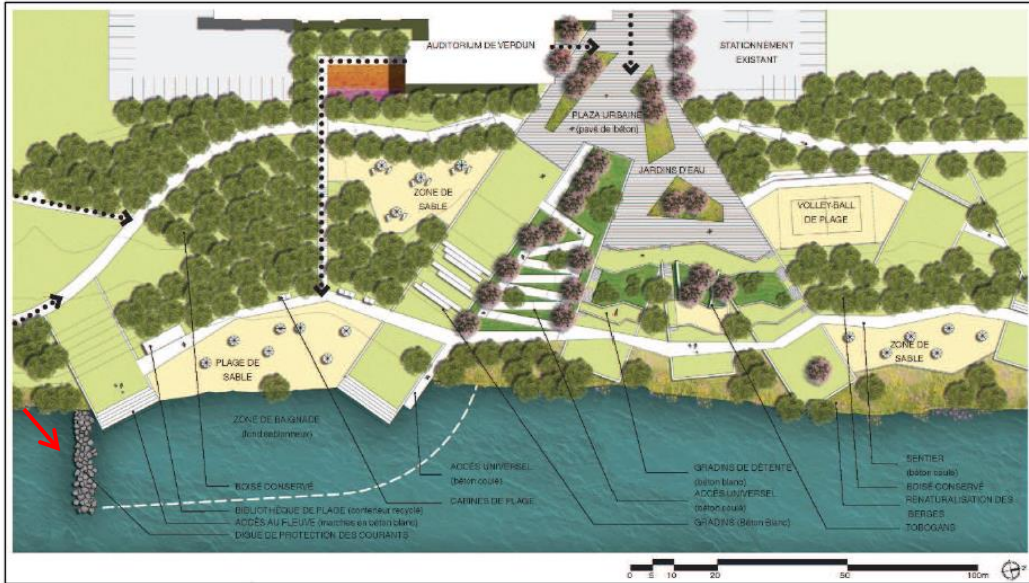 AUDITORIUM DE VERDUN
STATIONNEMENT
EXISTANT
PLAZA URBAINE
(pavé de béton)
JARDINS D'EAU
ZONE DE
SABLE
VOLLEY-BALL
DE PLAGE
PLAGE DE
SABLE
ZONE DE
SABLE
ZONE DE BAIGNADE
(fond sablonneux)
BOISÉ CONSERVÉ
BIBLIOTHÈQUE DE PLAGE (conteneur recyclé)
ACCÈS AU FLEUVE (marches en béton blanc)
DIGUE DE PROTECTION DES COURANTS
ACCÈS UNIVERSEL
(béton coulé)
CABINES DE PLAGE
GRADINS DE DÉTENTE
(béton blanc)
ACCÈS UNIVERSEL
(béton coulé)
GRADINS (Béton Blanc)
SENTIER
(béton coulé)
BOISÉ CONSERVÉ
RENATURALISATION DES
BERGES
TOBOGANS
0 5 10 20 50 100m